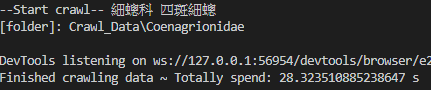 --Start crawl-- 細蟌科 四斑細蟌
[folder]: Crawl_Data\Coenagrionidae
DevTools listening on ws://127.0.0.1:56954/devtools/browser/e2
Finished crawling data ~ Totally spend: 28.323510885238647 s